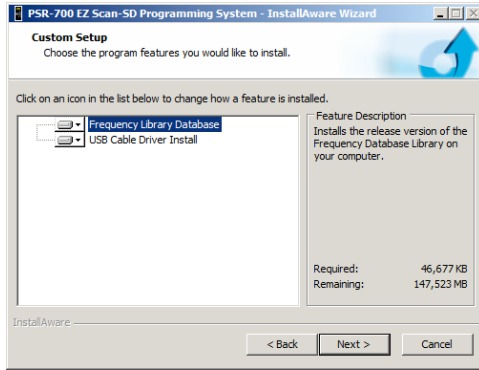 PSR-700 EZ Scan-SD Programming System - InstallAware Wizard
Custom Setup
Choose the program features you would like to install.
Click on an icon in the list below to change how a feature is installed.
Frequency Library Database
USB Cable Driver Install
Feature Description
Installs the release version of the
Frequency Database Library on
your computer.
Required: 46,677 KB
Remaining: 147,523 MB
InstallAware
< Back Next > Cancel